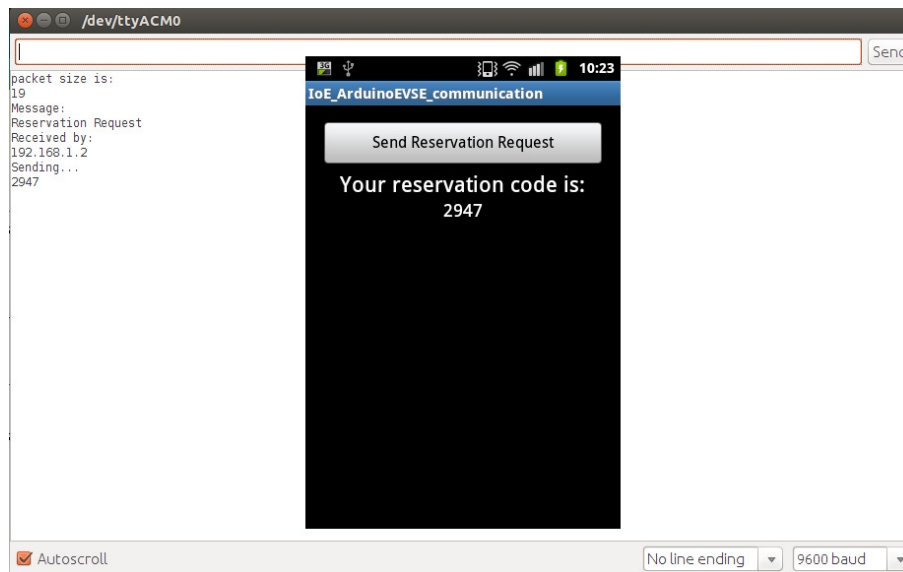 /dev/ttyACM0
Send
packet size is:
19
Message:
Reservation Request
Received by:
192.168.1.2
Sending...
2947
3G 10:23
IoE_ArduinoEVSE_communication
Send Reservation Request
Your reservation code is:
2947
Autoscroll
No line ending
9600 baud